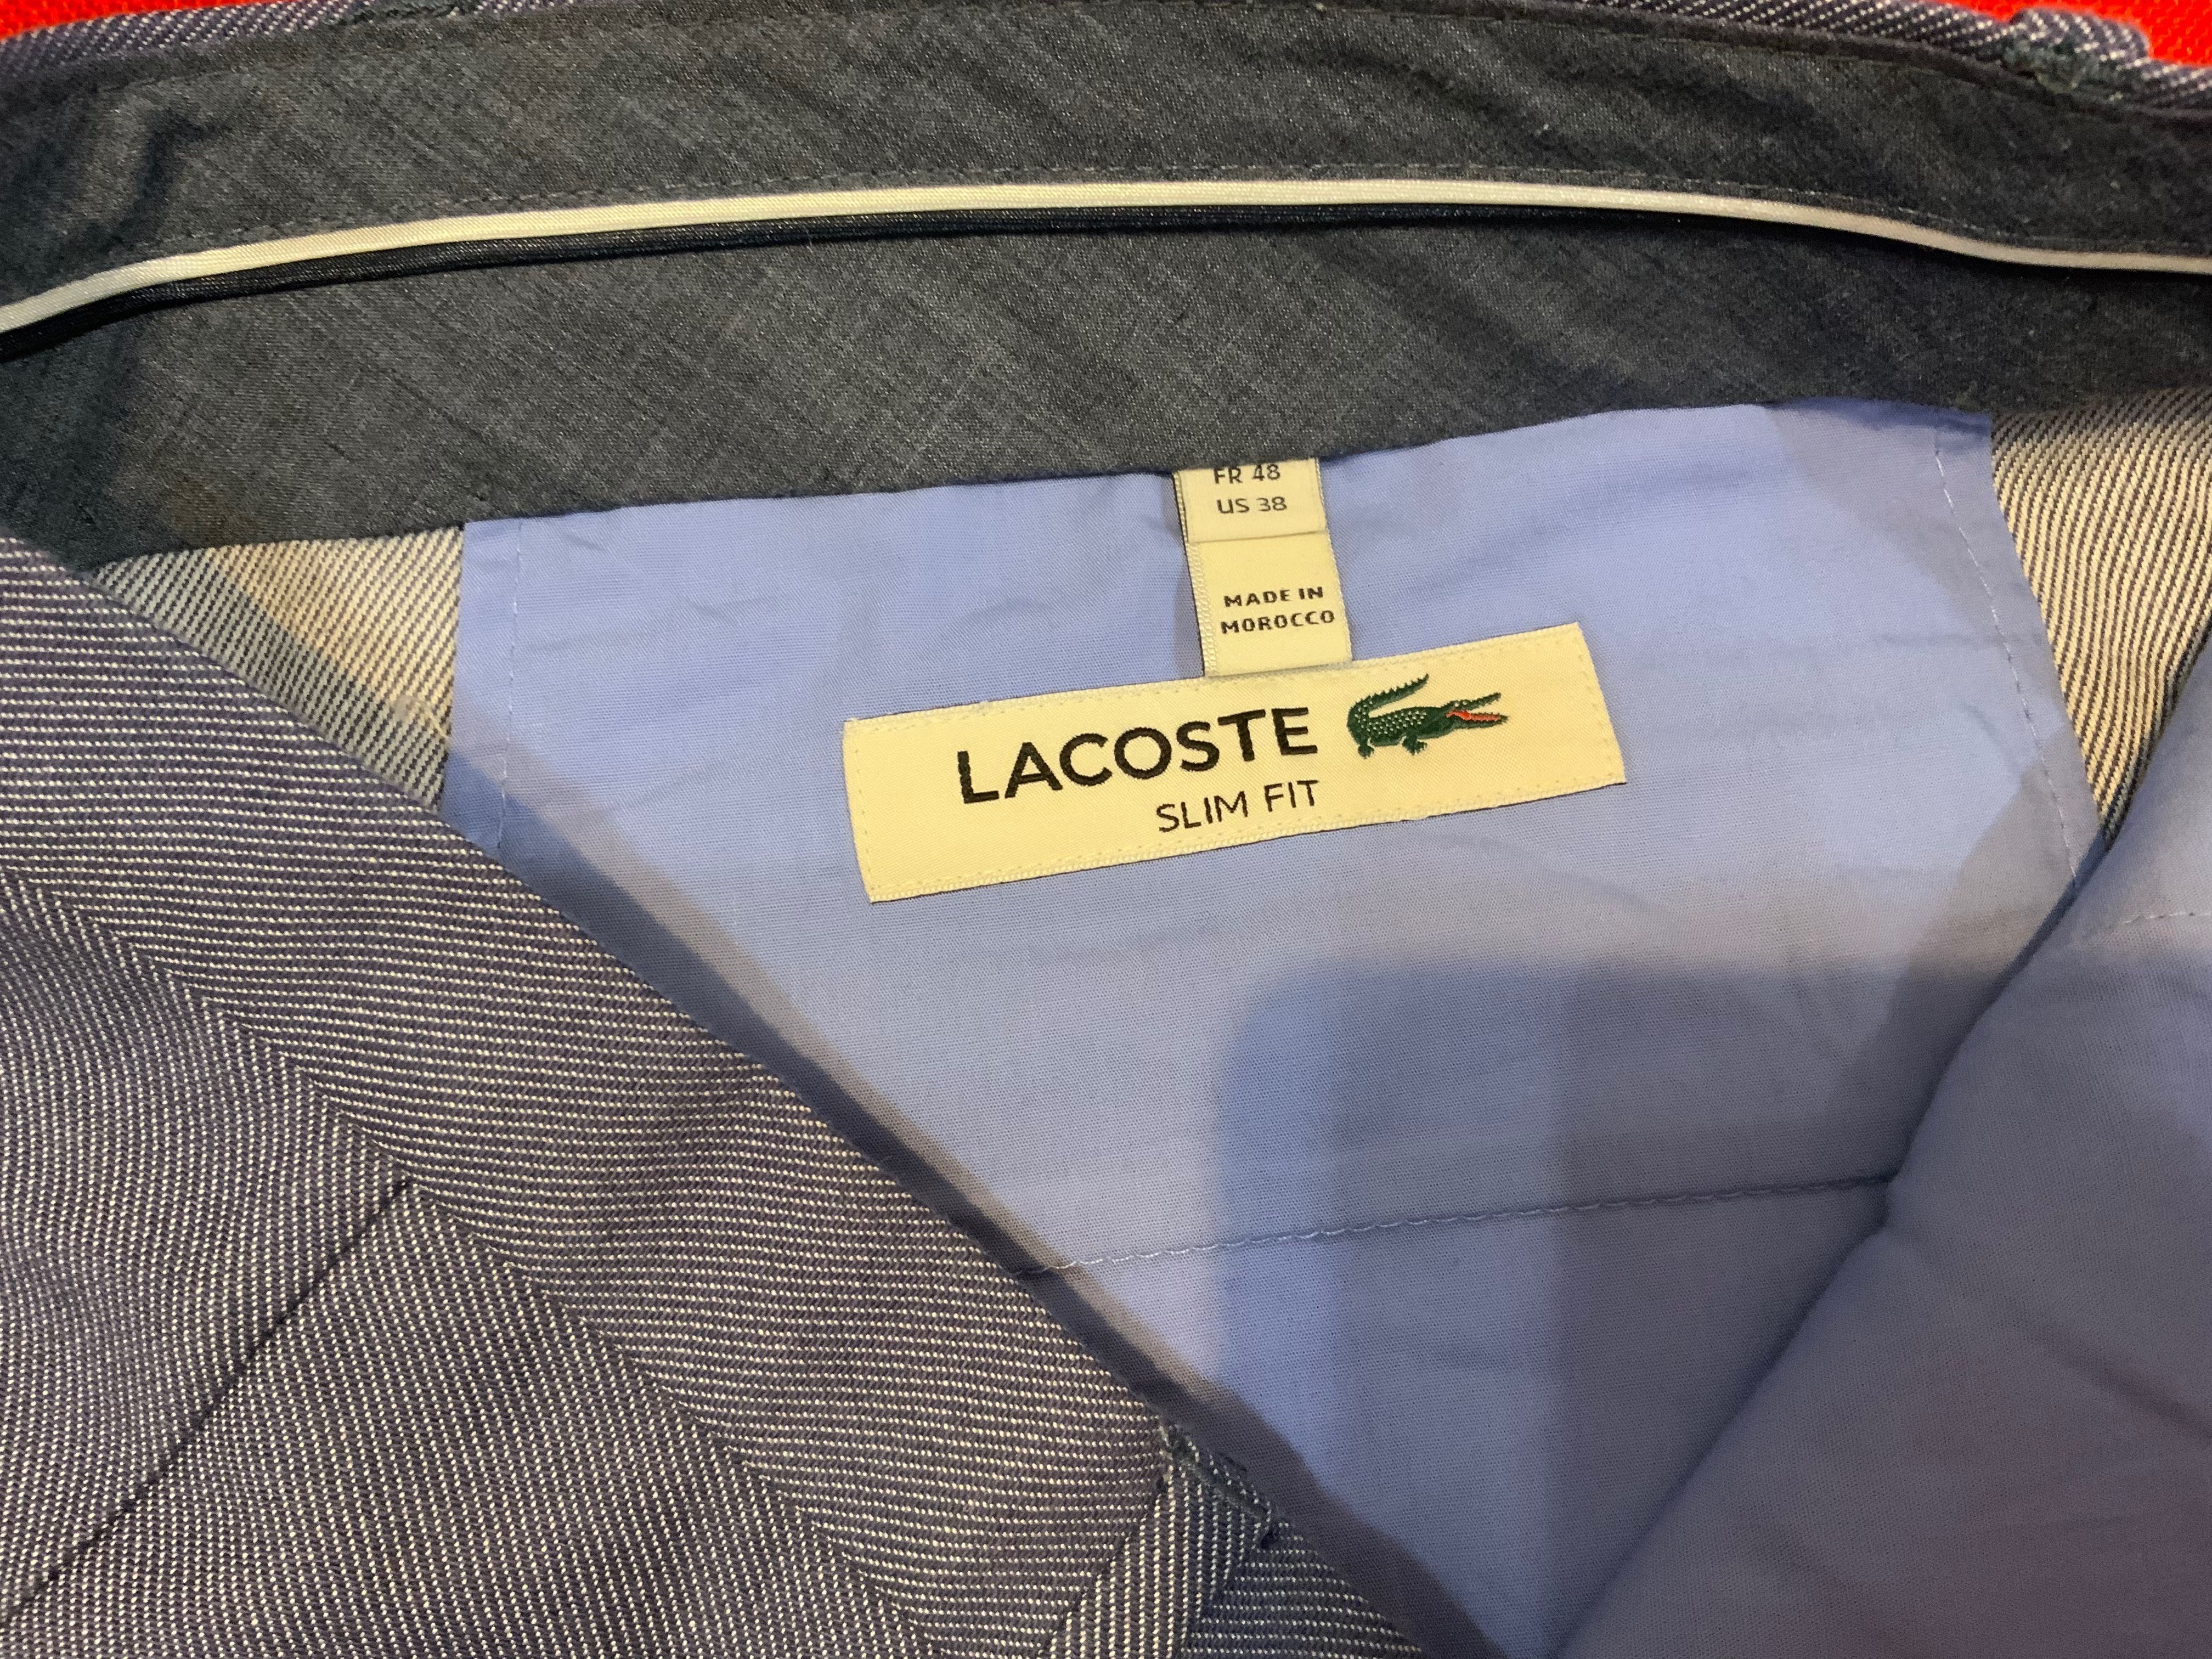 FR 48
US 38
MADE IN
MOROCCO
LACOSTE
SLIM FIT